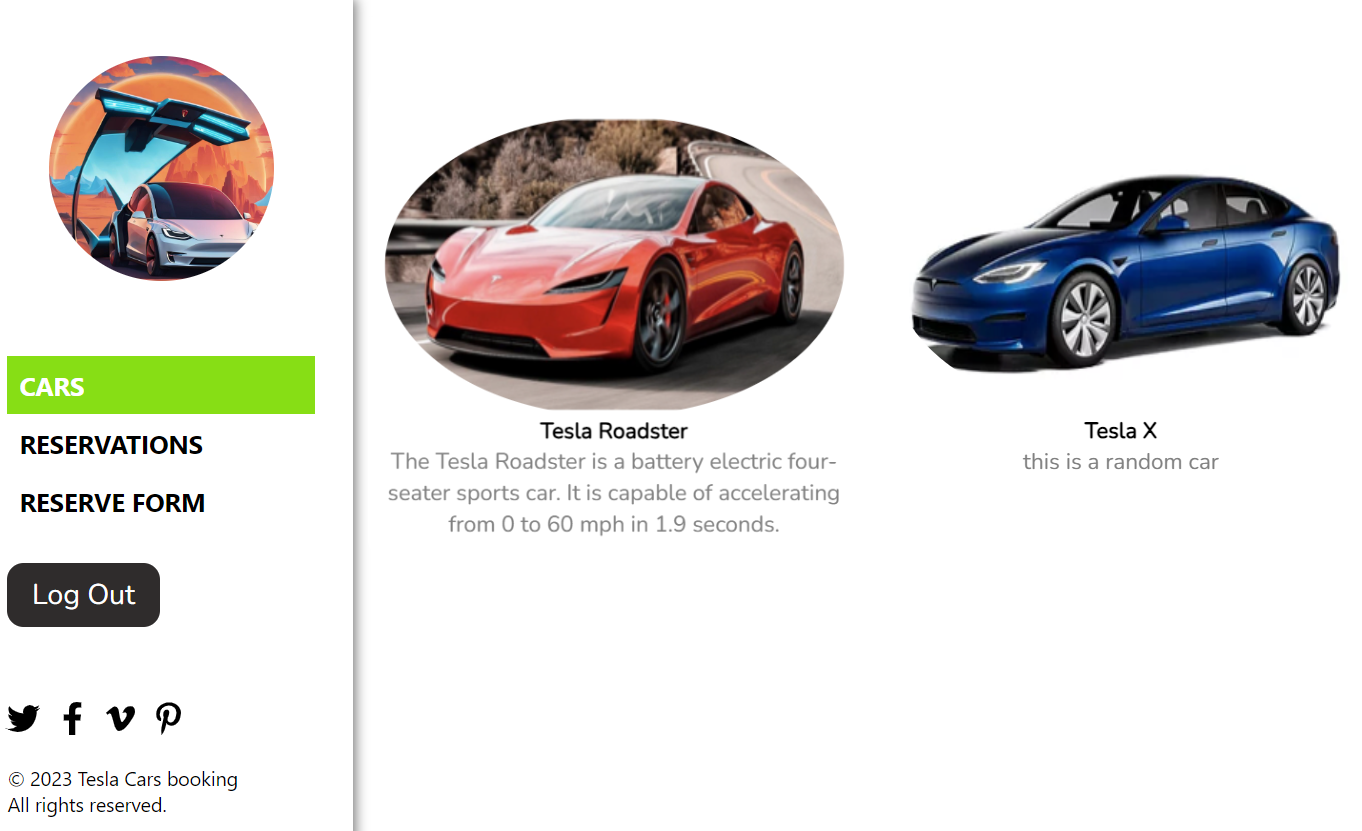 CARS
RESERVATIONS
RESERVE FORM
Log Out
© 2023 Tesla Cars booking
All rights reserved.
Tesla Roadster
The Tesla Roadster is a battery electric four-
seater sports car. It is capable of accelerating
from 0 to 60 mph in 1.9 seconds.
Tesla X
this is a random car